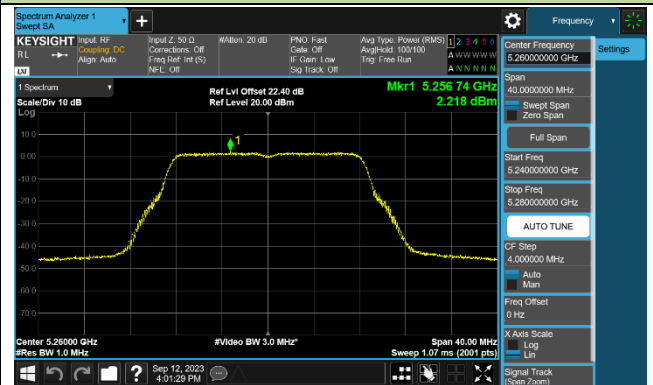 Spectrum Analyzer 1
Swept SA
Frequency
KEYSIGHT
RL
LXI
Input: RF
Coupling: DC
Align: Auto
Input Z: 50 Ω
Corrections: Off
Freq Ref: Int (S)
NFE: Off
#Atten: 20 dB
PNO: Fast
Gate: Off
IF Gain: Low
Sig Track: Off
Avg Type: Power (RMS)
Avg|Hold: 100/100
Trig: Free Run
1 2 3 4 5 6
A W W W W W
A N N N N N
Center Frequency
5.260000000 GHz
Settings
Span
40.0000000 MHz
Swept Span
Zero Span
Full Span
Start Freq
5.240000000 GHz
Stop Freq
5.280000000 GHz
AUTO TUNE
CF Step
4.000000 MHz
Auto
Man
Freq Offset
0 Hz
X Axis Scale
Log
Lin
Signal Track
(Span Zoom)
1 Spectrum
Scale/Div 10 dB
Log
Ref Lvl Offset 22.40 dB
Ref Level 20.00 dBm
Mkr1 5.256 74 GHz
2.218 dBm
1
10.0
0.00
-10.0
-20.0
-30.0
-40.0
-50.0
-60.0
-70.0
Center 5.26000 GHz
#Res BW 1.0 MHz
#Video BW 3.0 MHz*
Span 40.00 MHz
Sweep 1.07 ms (2001 pts)
?
Sep 12, 2023
4:01:29 PM